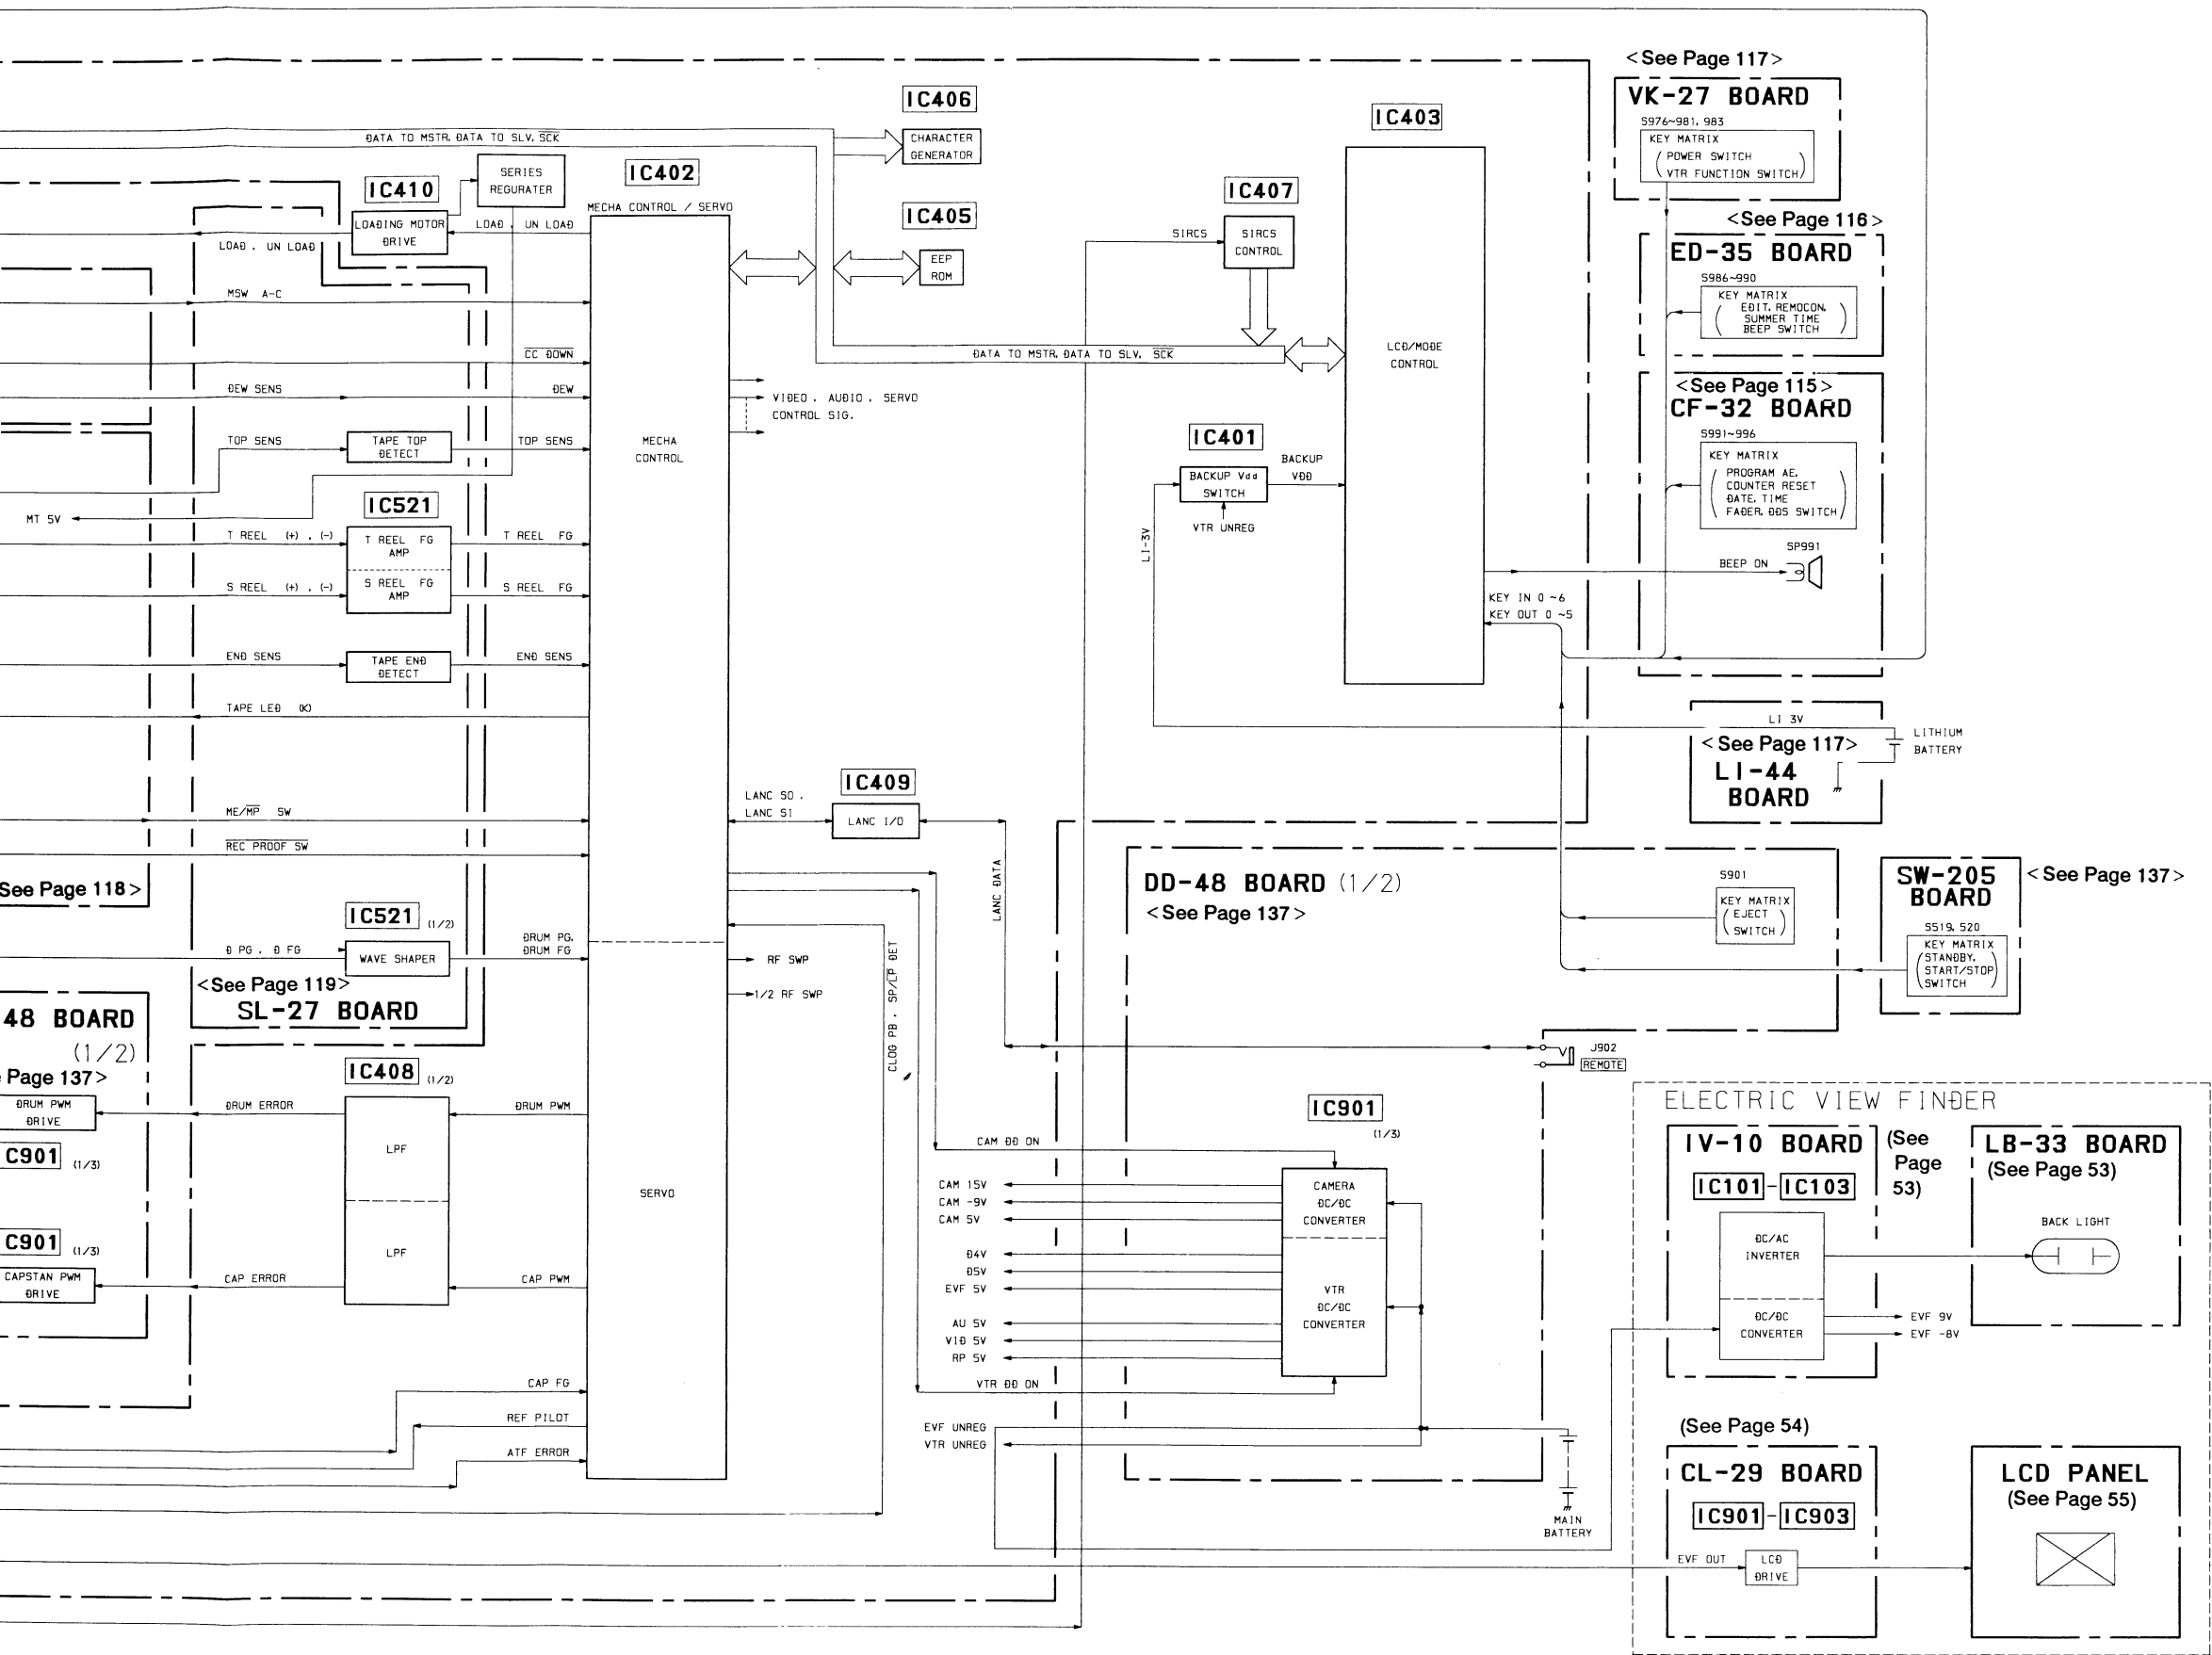 <See Page 117>
VK-27 BOARD
S976~981, 983
KEY MATRIX
POWER SWITCH
VTR FUNCTION SWITCH
IC406
CHARACTER
GENERATOR
IC403
LCD/MODE
CONTROL
DATA TO MSTR, DATA TO SLV, SCK
SERIES
REGURATER
IC402
MECHA CONTROL / SERVO
IC410
LOADING MOTOR
DRIVE
LOAD , UN LOAD
LOAD , UN LOAD
IC405
EEP
ROM
IC407
SIRCS
SIRCS
CONTROL
<See Page 116>
ED-35 BOARD
S986~990
KEY MATRIX
EDIT, REMOCON,
SUMMER TIME
BEEP SWITCH
MSW A-C
CC DOWN
DEW SENS
DEW
DATA TO MSTR, DATA TO SLV, SCK
VIDEO , AUDIO , SERVO
CONTROL SIG.
<See Page 115>
CF-32 BOARD
S991~996
KEY MATRIX
PROGRAM AE,
COUNTER RESET
DATE, TIME
FADER, DDS SWITCH
TOP SENS
TAPE TOP
DETECT
TOP SENS
MECHA
CONTROL
IC401
BACKUP Vdd
SWITCH
BACKUP
VDD
VTR UNREG
LI-3V
MT 5V
IC521
T REEL (+) , (-)
T REEL FG
AMP
T REEL FG
S REEL (+) , (-)
S REEL FG
AMP
S REEL FG
SP991
BEEP ON
KEY IN 0 ~6
KEY OUT 0 ~5
END SENS
TAPE END
DETECT
END SENS
TAPE LED (K)
LI 3V
<See Page 117>
LI-44
BOARD
LITHIUM
BATTERY
ME/MP SW
REC PROOF SW
LANC SO ,
LANC SI
IC409
LANC I/O
LANC DATA
See Page 118>
DD-48 BOARD (1/2)
<See Page 137>
S901
KEY MATRIX
EJECT
SWITCH
SW-205
BOARD
<See Page 137>
S519, 520
KEY MATRIX
STANDBY,
START/STOP
SWITCH
IC521 (1/2)
D PG , D FG
WAVE SHAPER
DRUM PG,
DRUM FG
RF SWP
1/2 RF SWP
CLOG PB , SP/LP DET
<See Page 119>
SL-27 BOARD
48 BOARD
(1/2)
Page 137>
DRUM PWM
DRIVE
C901 (1/3)
C901 (1/3)
CAPSTAN PWM
DRIVE
IC408 (1/2)
DRUM ERROR
LPF
DRUM PWM
LPF
CAP ERROR
CAP PWM
SERVO
CAP FG
REF PILOT
ATF ERROR
J902
REMOTE
IC901
(1/3)
CAM DD ON
CAM 15V
CAM -9V
CAM 5V
D4V
D5V
EVF 5V
AU 5V
VID 5V
RP 5V
VTR DD ON
EVF UNREG
VTR UNREG
CAMERA
DC/DC
CONVERTER
VTR
DC/DC
CONVERTER
MAIN
BATTERY
ELECTRIC VIEW FINDER
IV-10 BOARD
(See
Page
53)
IC101-IC103
DC/AC
INVERTER
DC/DC
CONVERTER
EVF 9V
EVF -8V
LB-33 BOARD
(See Page 53)
BACK LIGHT
(See Page 54)
CL-29 BOARD
IC901-IC903
EVF OUT
LCD
DRIVE
LCD PANEL
(See Page 55)